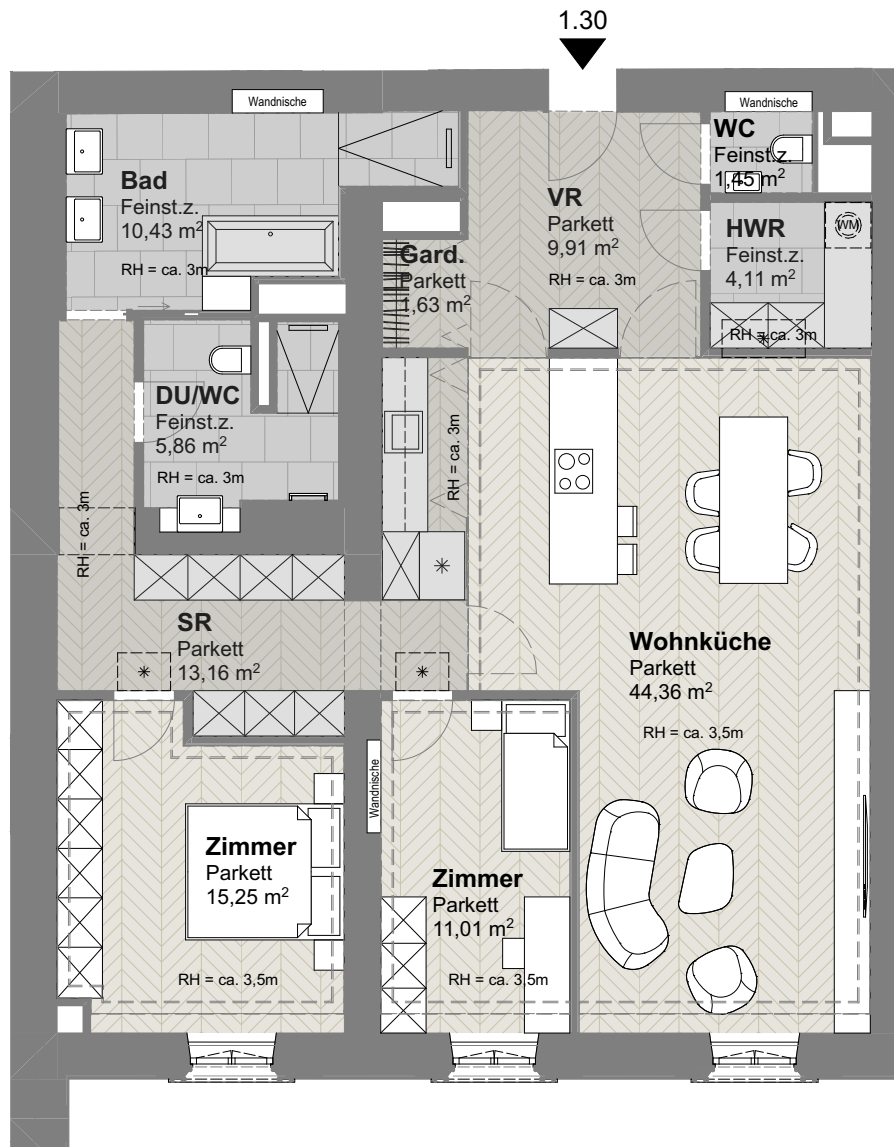 1.30
Wandnische
Wandnische
WC
Feinst.z.
1,45 m²
Bad
Feinst.z.
10,43 m²
RH = ca. 3m
VR
Parkett
9,91 m²
RH = ca. 3m
HWR
Feinst.z.
4,11 m²
WM
RH = ca. 3m
Gard.
Parkett
1,63 m²
DU/WC
Feinst.z.
5,86 m²
RH = ca. 3m
RH = ca. 3m
RH = ca. 3m
SR
Parkett
13,16 m²
Wohnküche
Parkett
44,36 m²
RH = ca. 3,5m
Wandnische
Zimmer
Parkett
15,25 m²
RH = ca. 3,5m
Zimmer
Parkett
11,01 m²
RH = ca. 3,5m